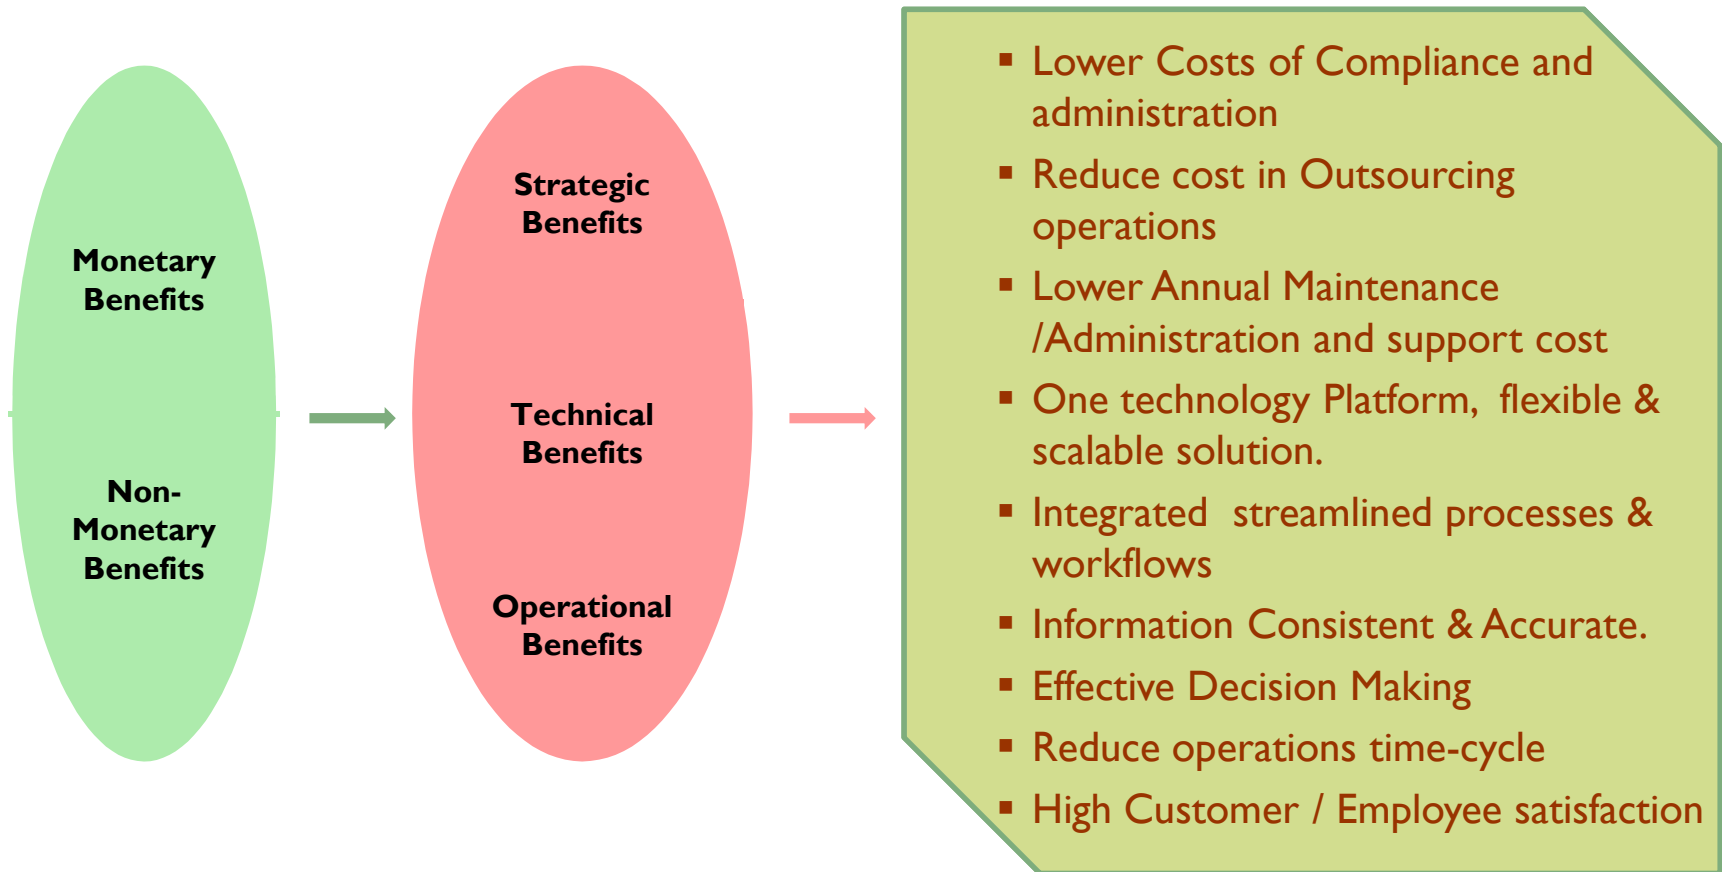 Monetary
Benefits
Non-
Monetary
Benefits
Strategic
Benefits
Technical
Benefits
Operational
Benefits
▪ Lower Costs of Compliance and
administration
▪ Reduce cost in Outsourcing
operations
▪ Lower Annual Maintenance
/Administration and support cost
▪ One technology Platform, flexible &
scalable solution.
▪ Integrated streamlined processes &
workflows
▪ Information Consistent & Accurate.
▪ Effective Decision Making
▪ Reduce operations time-cycle
▪ High Customer / Employee satisfaction